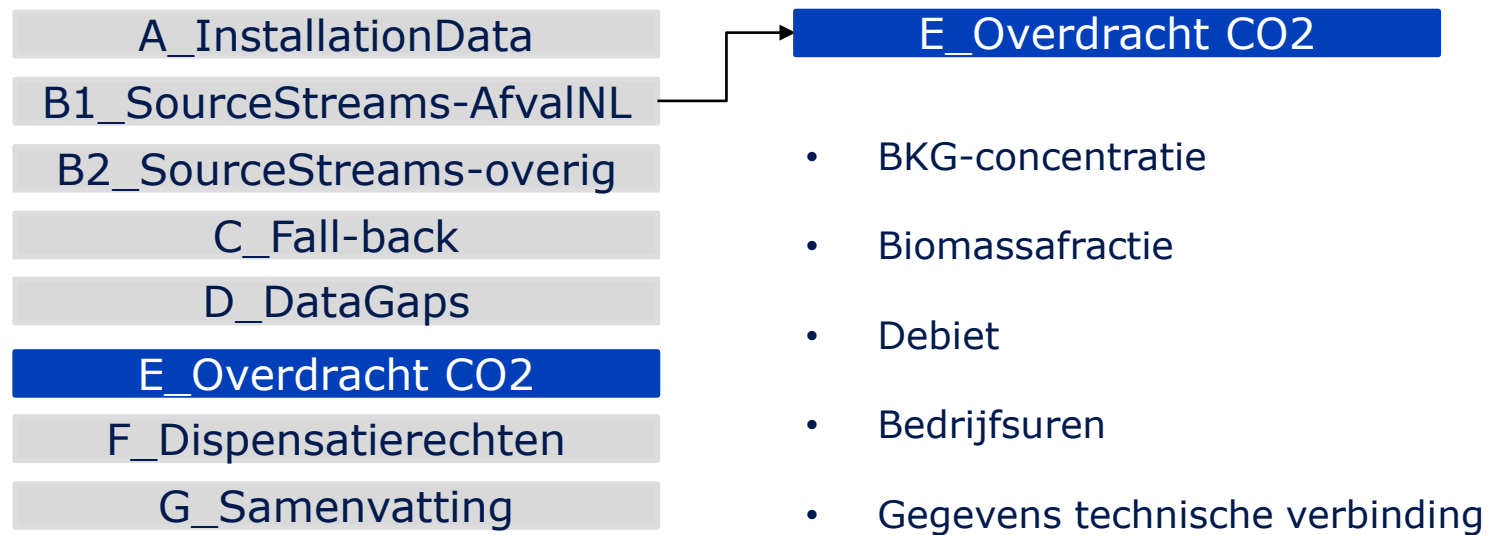 A_InstallationData
B1_SourceStreams-AfvalNL
B2_SourceStreams-overig
C_Fall-back
D_DataGaps
E_Overdracht CO2
F_Dispensatierechten
G_Samenvatting
E_Overdracht CO2
• BKG-concentratie
• Biomassafractie
• Debiet
• Bedrijfsuren
• Gegevens technische verbinding